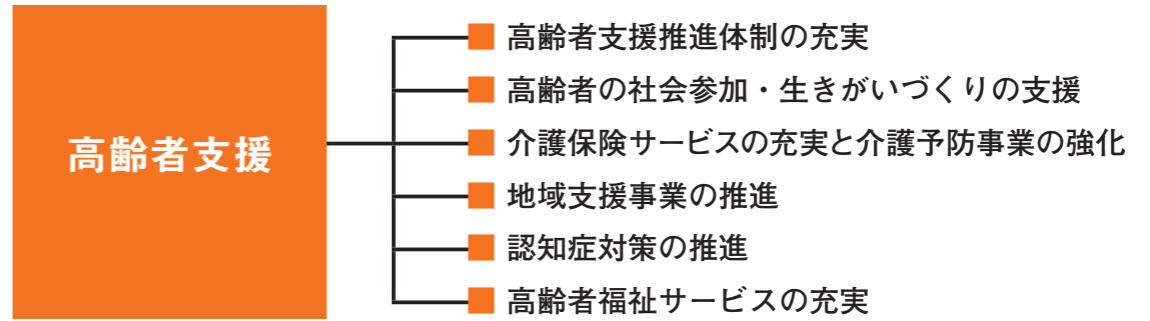 高齢者支援
高齢者支援推進体制の充実
高齢者の社会参加・生きがいづくりの支援
介護保険サービスの充実と介護予防事業の強化
地域支援事業の推進
認知症対策の推進
高齢者福祉サービスの充実